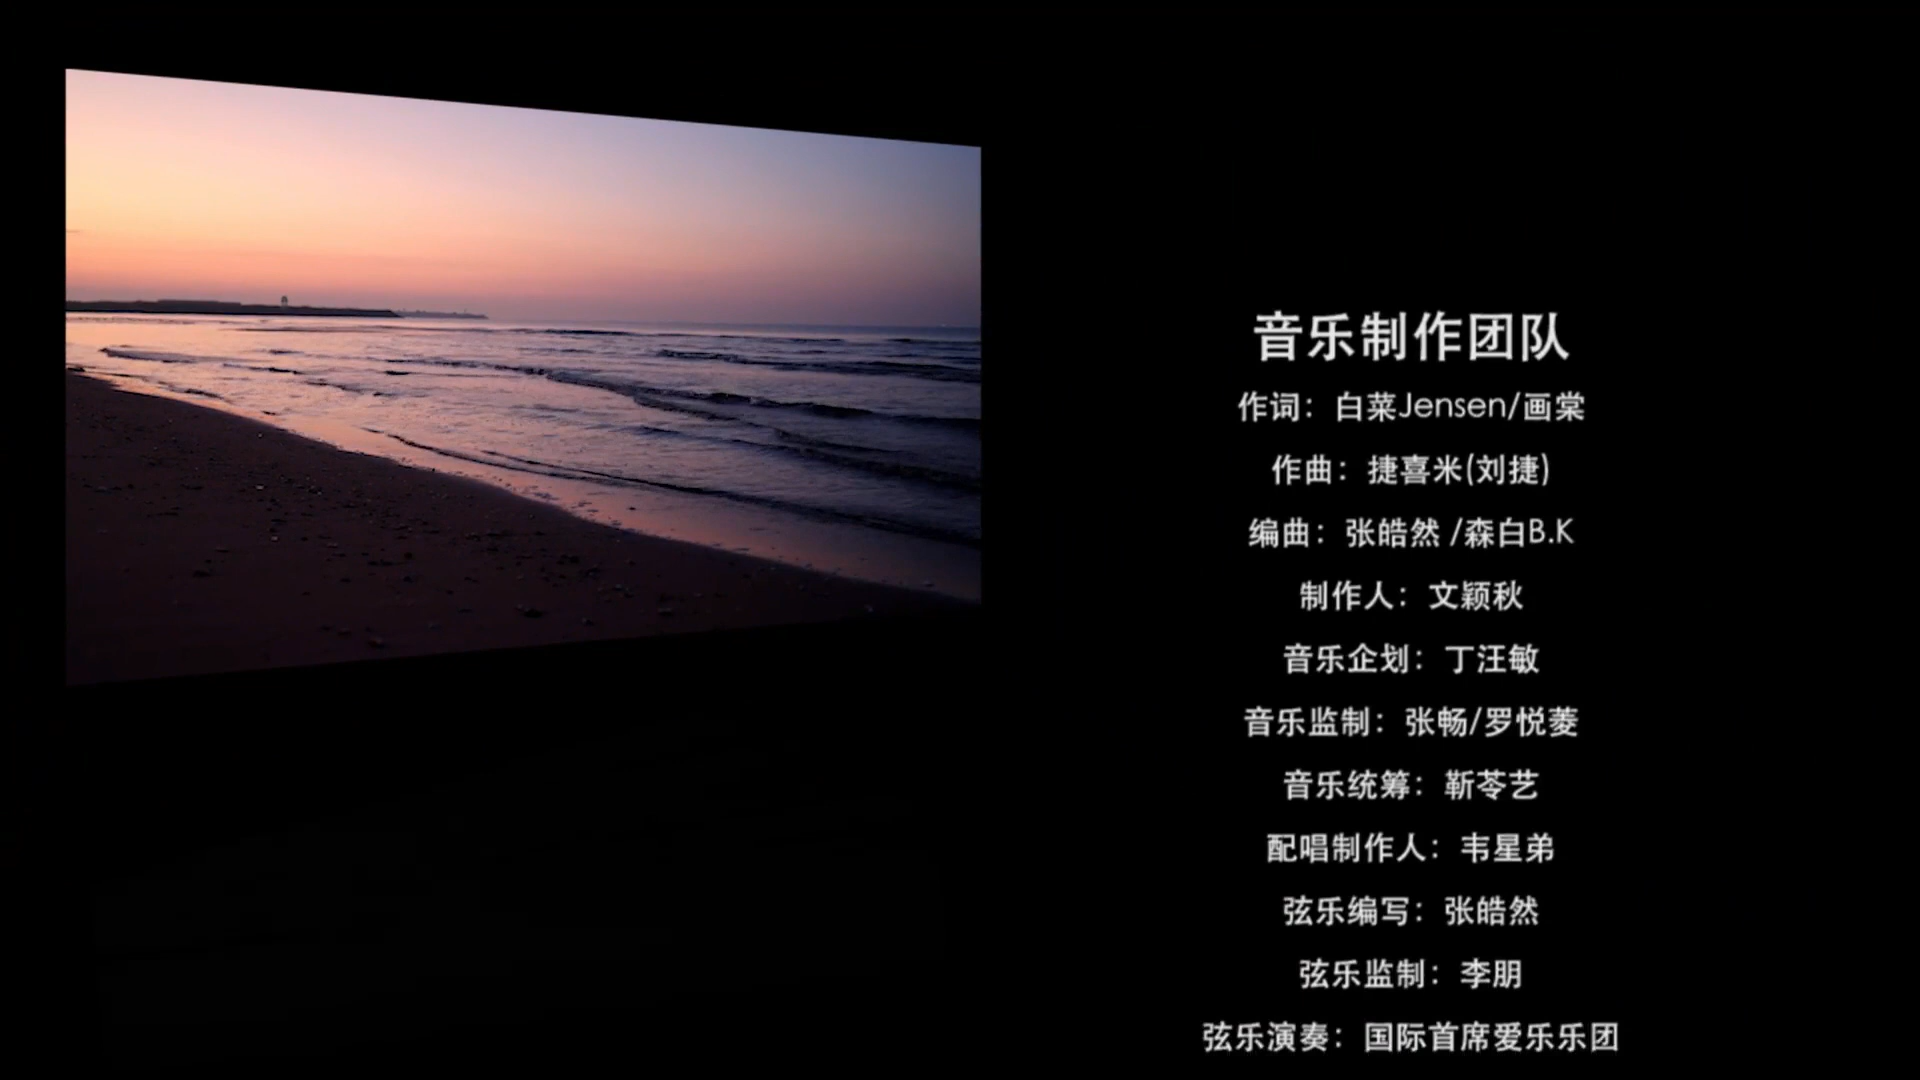 音乐制作团队
作词：白菜Jensen/画棠
作曲：捷喜米(刘捷)
编曲：张皓然 /森白B.K
制作人：文颖秋
音乐企划：丁汪敏
音乐监制：张畅/罗悦菱
音乐统筹：靳苓艺
配唱制作人：韦星弟
弦乐编写：张皓然
弦乐监制：李朋
弦乐演奏：国际首席爱乐乐团